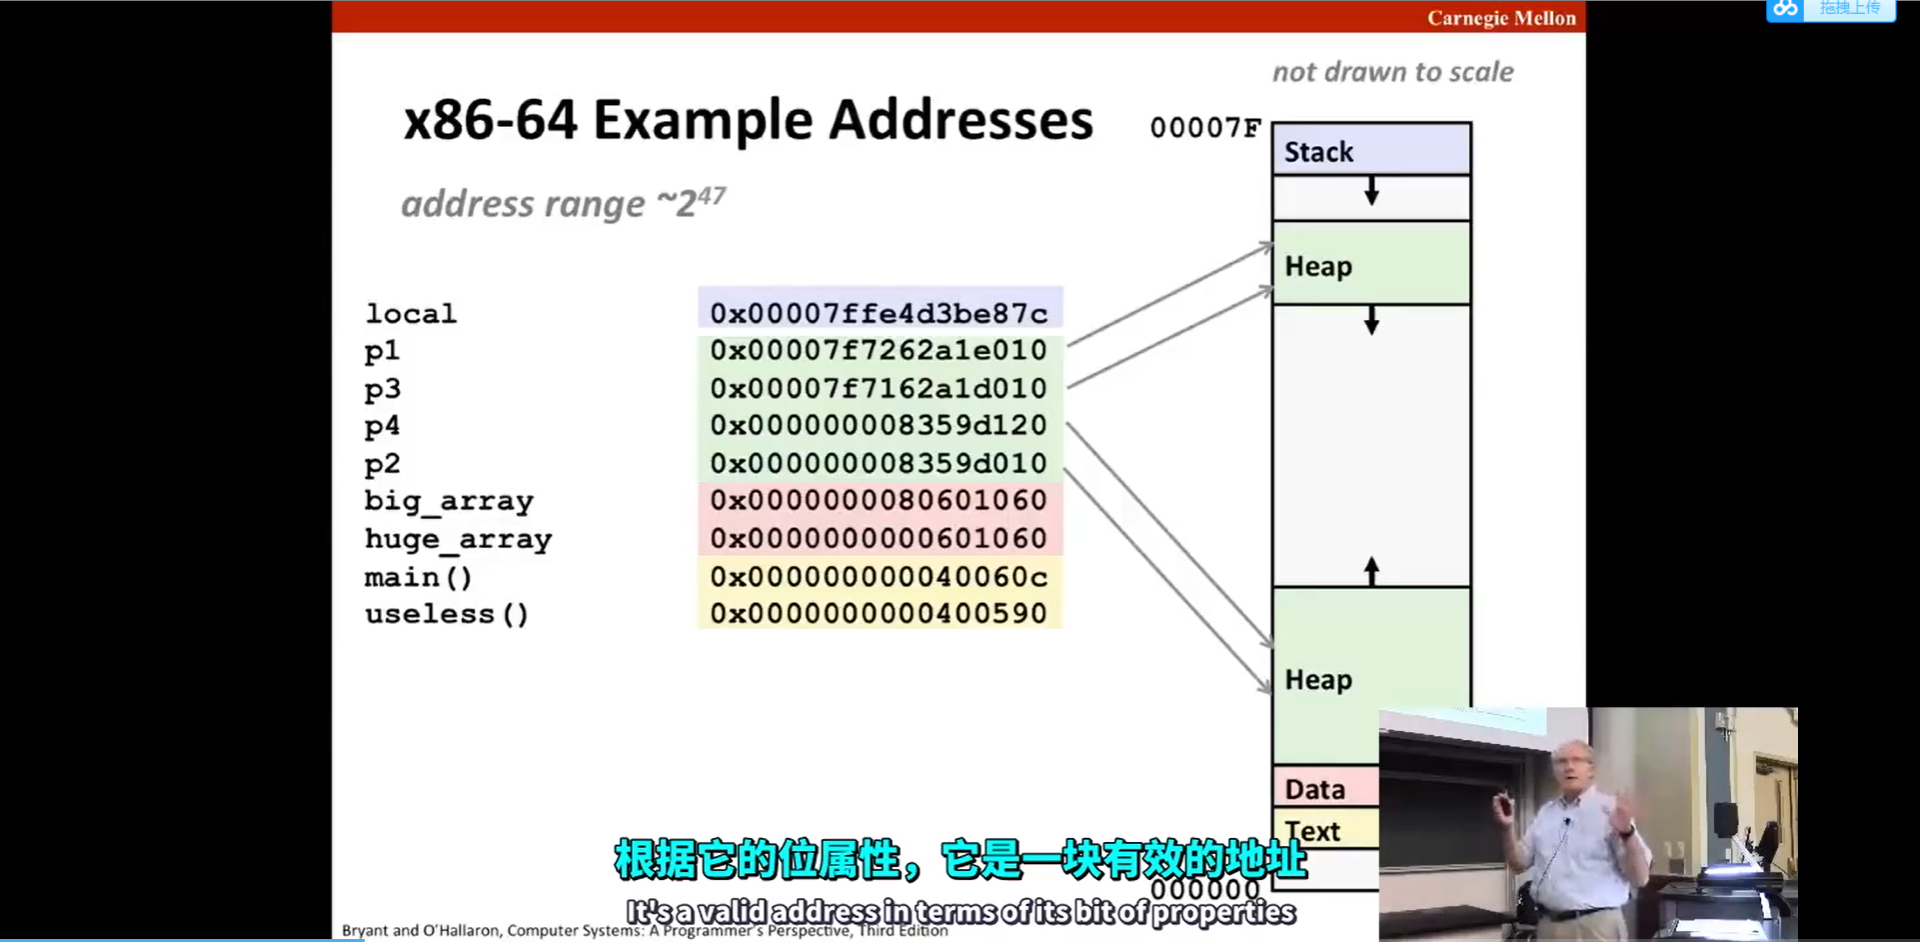 拖拽上传
Carnegie Mellon
not drawn to scale
x86-64 Example Addresses
address range ~2^47
00007F
Stack
Heap
local 0x00007ffe4d3be87c
p1 0x00007f7262a1e010
p3 0x00007f7162a1d010
p4 0x000000008359d120
p2 0x000000008359d010
big_array 0x0000000080601060
huge_array 0x0000000000601060
main() 0x000000000040060c
useless() 0x0000000000400590
Heap
Data
Text
000000
根据它的位属性，它是一块有效的地址
It's a valid address in terms of its bit of properties
Bryant and O'Hallaron, Computer Systems: A Programmer's Perspective, Third Edition